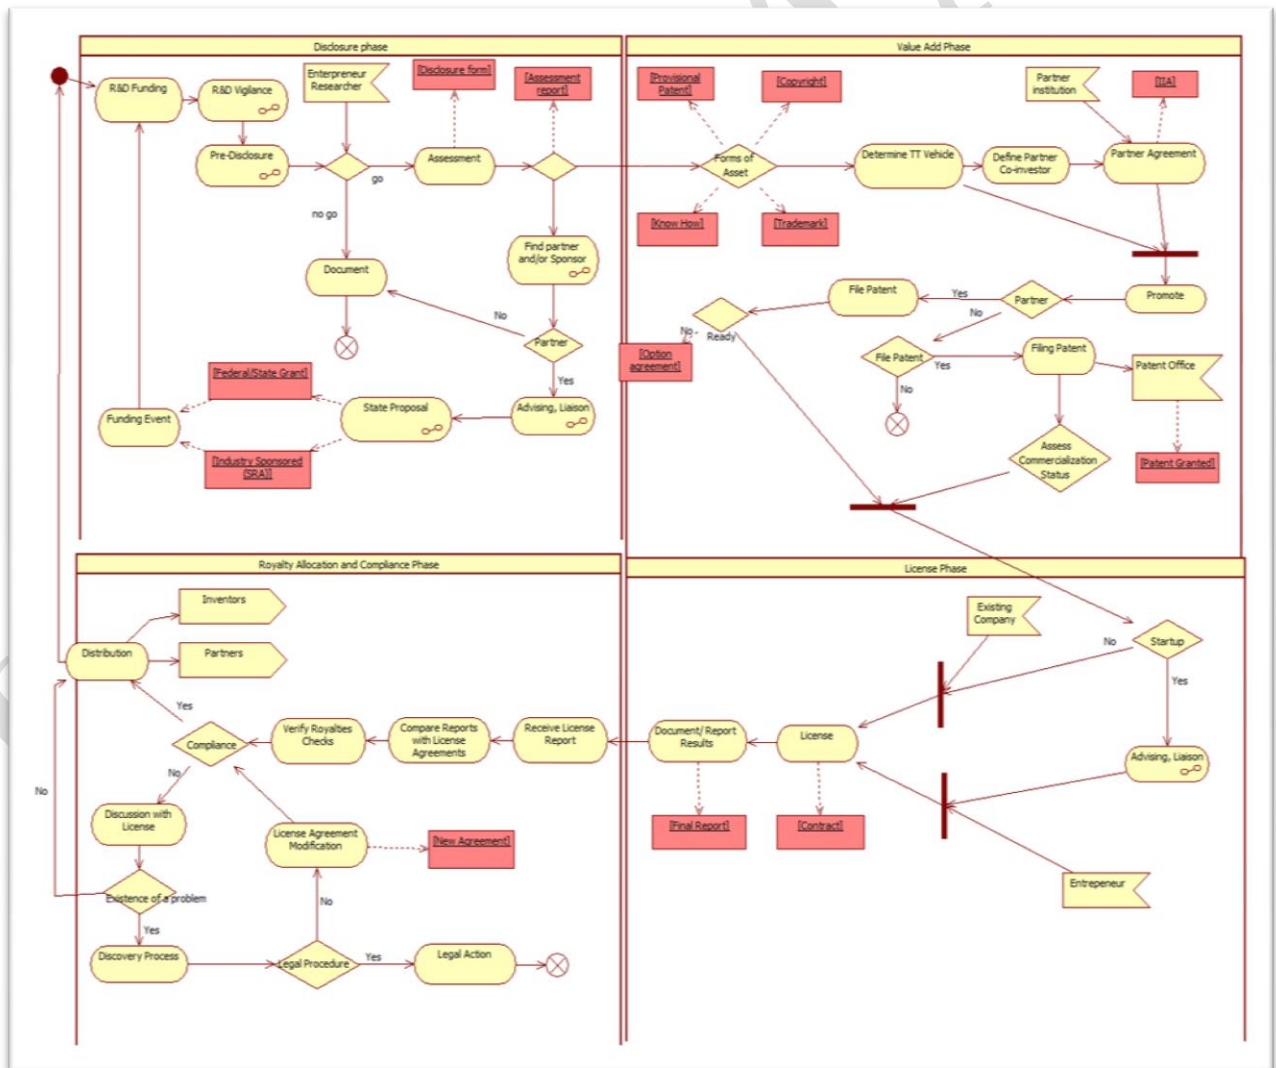 Disclosure phase
R&D Funding
R&D Vigilance
Enterpreneur
Researcher
[Disclosure form]
[Assessment
report]
Pre-Disclosure
go
Assessment
no go
Document
Find partner
and/or Sponsor
No
Partner
Yes
[Federal/State Grant]
Funding Event
State Proposal
Advising, Liaison
[Industry Sponsored
(SRA)]
Value Add Phase
[Provisional
Patent]
[Copyright]
Partner
institution
[IIA]
Forms of
Asset
Determine TT Vehicle
Define Partner
Co-investor
Partner Agreement
[Know How]
[Trademark]
File Patent
Yes
Partner
Promote
No
No
Ready
[Option
agreement]
File Patent
Yes
Filing Patent
Patent Office
No
Assess
Commercialization
Status
[Patent Granted]
Royalty Allocation and Compliance Phase
Inventors
Distribution
Partners
Yes
Compliance
Verify Royalties
Checks
Compare Reports
with License
Agreements
Receive License
Report
No
No
Discussion with
License
License Agreement
Modification
[New Agreement]
Existence of a problem
Yes
No
Discovery Process
Legal Procedure
Yes
Legal Action
License Phase
Existing
Company
No
Startup
Yes
Document/ Report
Results
License
Advising, Liaison
[Final Report]
[Contract]
Entrepeneur